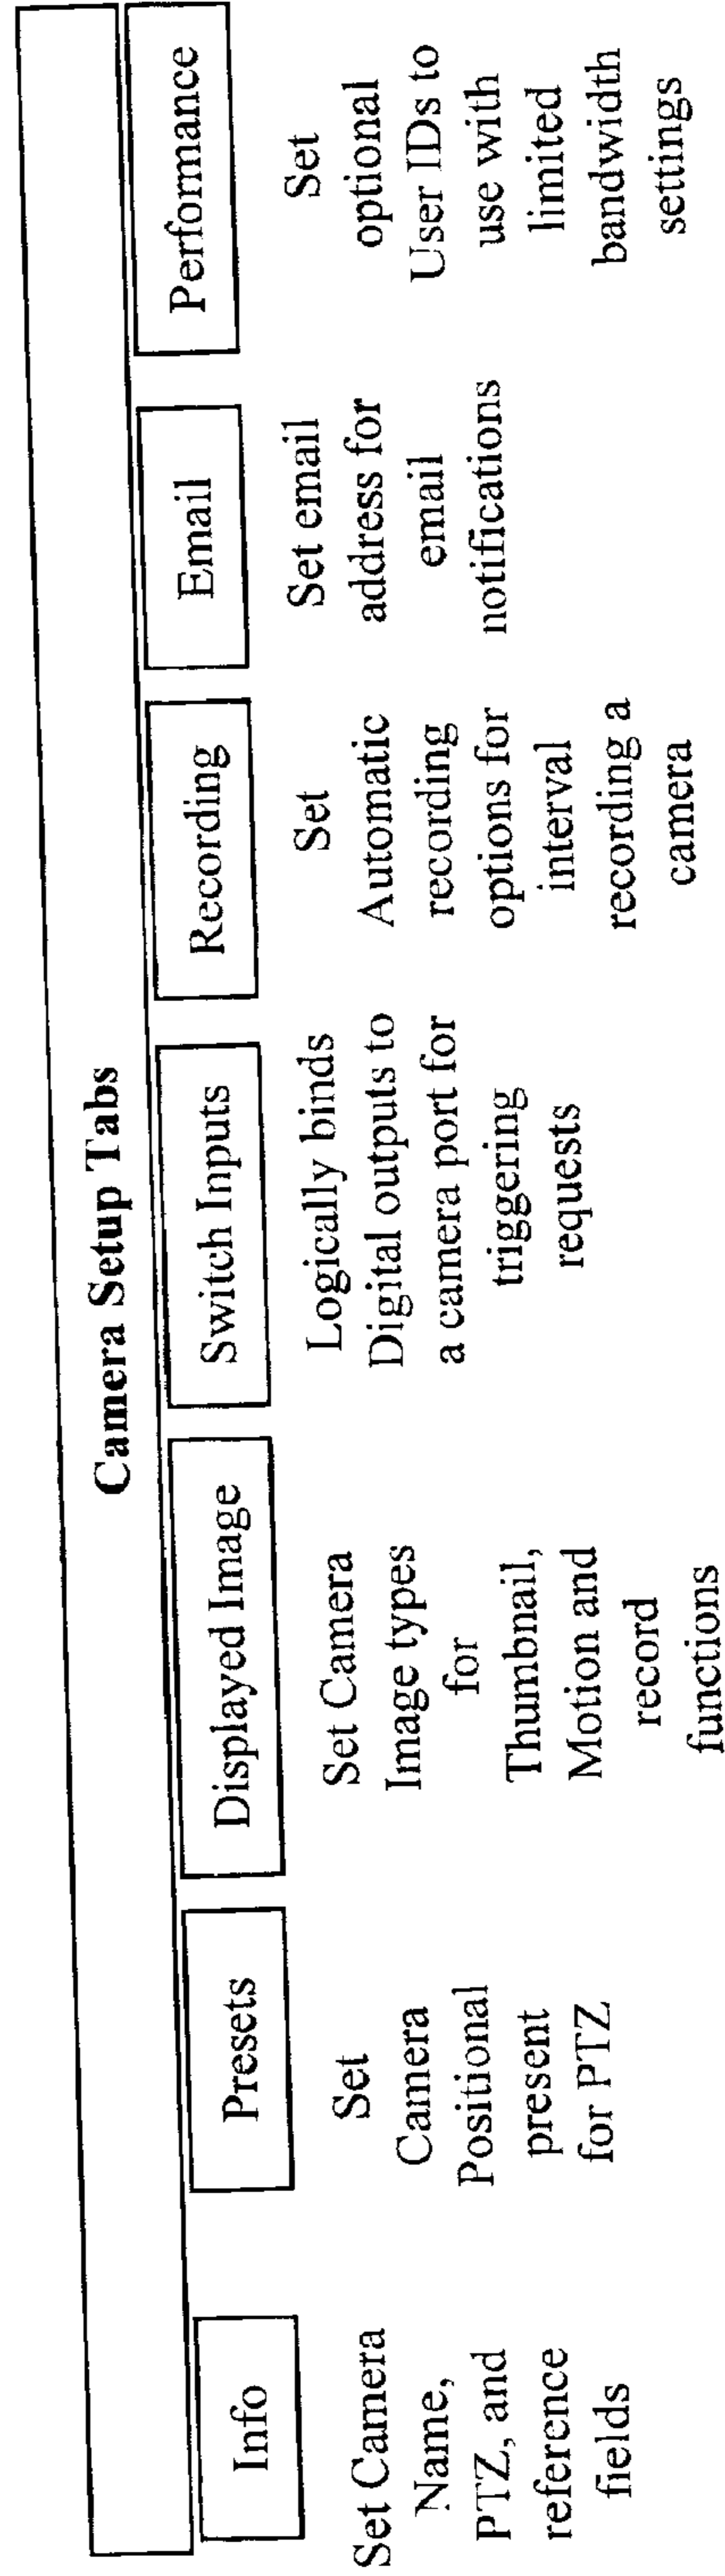 Camera Setup Tabs
Info
Set Camera
Name,
PTZ, and
reference
fields
Presets
Set
Camera
Positional
present
for PTZ
Displayed Image
Set Camera
Image types
for
Thumbnail,
Motion and
record
functions
Switch Inputs
Logically binds
Digital outputs to
a camera port for
triggering
requests
Recording
Set
Automatic
recording
options for
interval
recording a
camera
Email
Set email
address for
email
notifications
Performance
Set
optional
User IDs to
use with
limited
bandwidth
settings